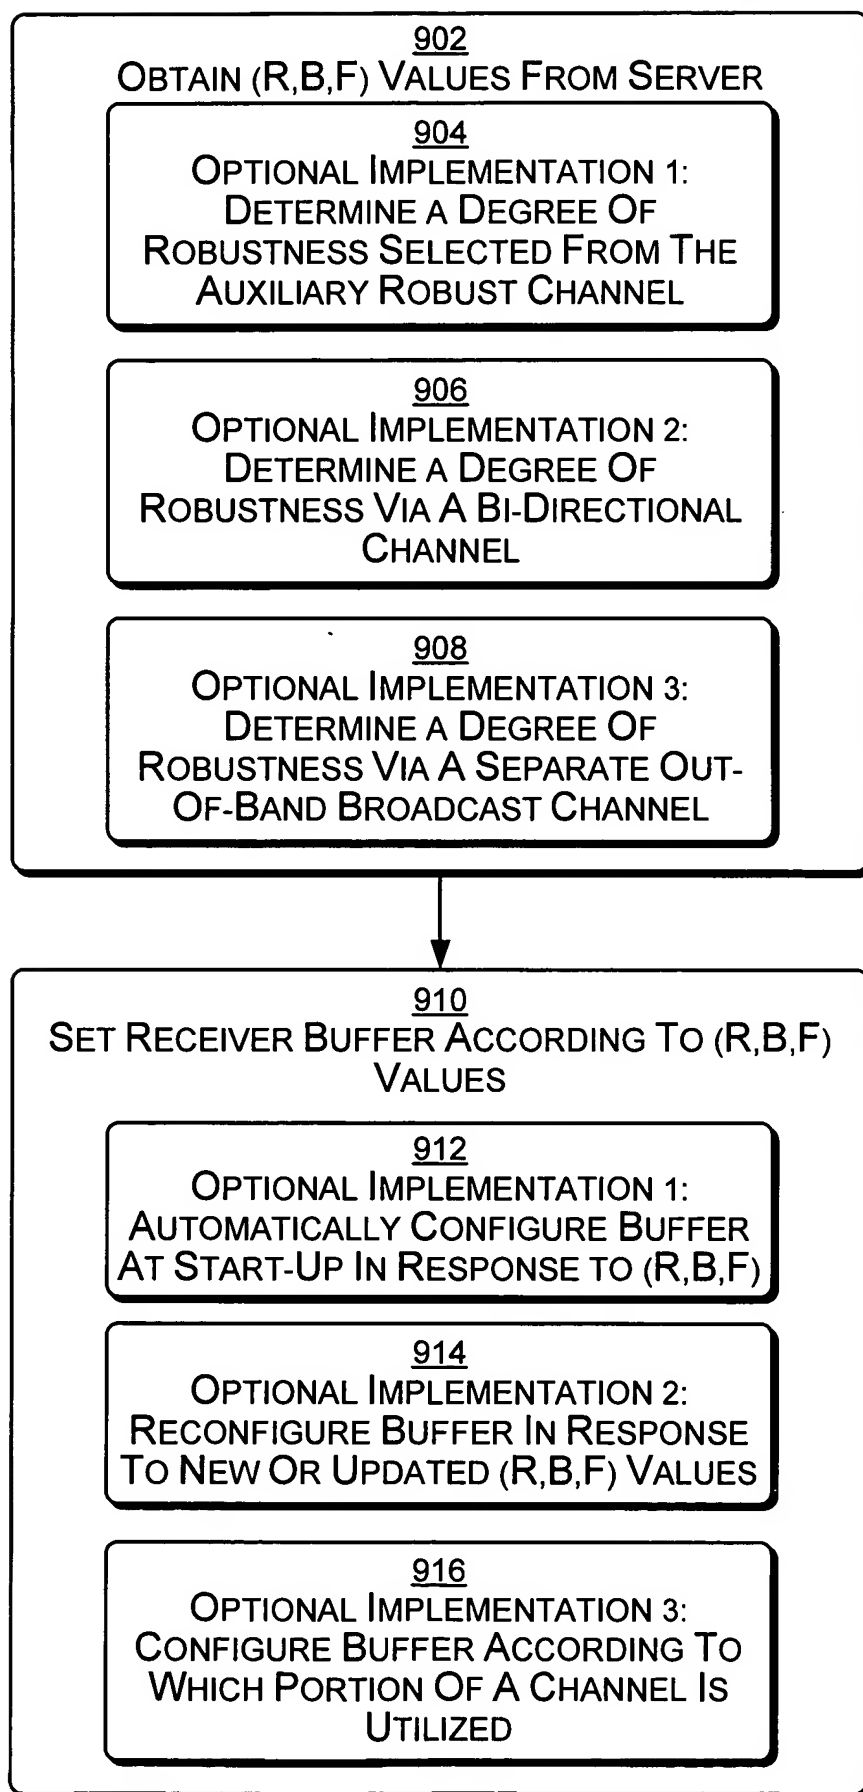 902
OBTAIN (R,B,F) VALUES FROM SERVER
904
OPTIONAL IMPLEMENTATION 1:
DETERMINE A DEGREE OF
ROBUSTNESS SELECTED FROM THE
AUXILIARY ROBUST CHANNEL
906
OPTIONAL IMPLEMENTATION 2:
DETERMINE A DEGREE OF
ROBUSTNESS VIA A BI-DIRECTIONAL
CHANNEL
908
OPTIONAL IMPLEMENTATION 3:
DETERMINE A DEGREE OF
ROBUSTNESS VIA A SEPARATE OUT-
OF-BAND BROADCAST CHANNEL
910
SET RECEIVER BUFFER ACCORDING TO (R,B,F)
VALUES
912
OPTIONAL IMPLEMENTATION 1:
AUTOMATICALLY CONFIGURE BUFFER
AT START-UP IN RESPONSE TO (R,B,F)
914
OPTIONAL IMPLEMENTATION 2:
RECONFIGURE BUFFER IN RESPONSE
TO NEW OR UPDATED (R,B,F) VALUES
916
OPTIONAL IMPLEMENTATION 3:
CONFIGURE BUFFER ACCORDING TO
WHICH PORTION OF A CHANNEL IS
UTILIZED